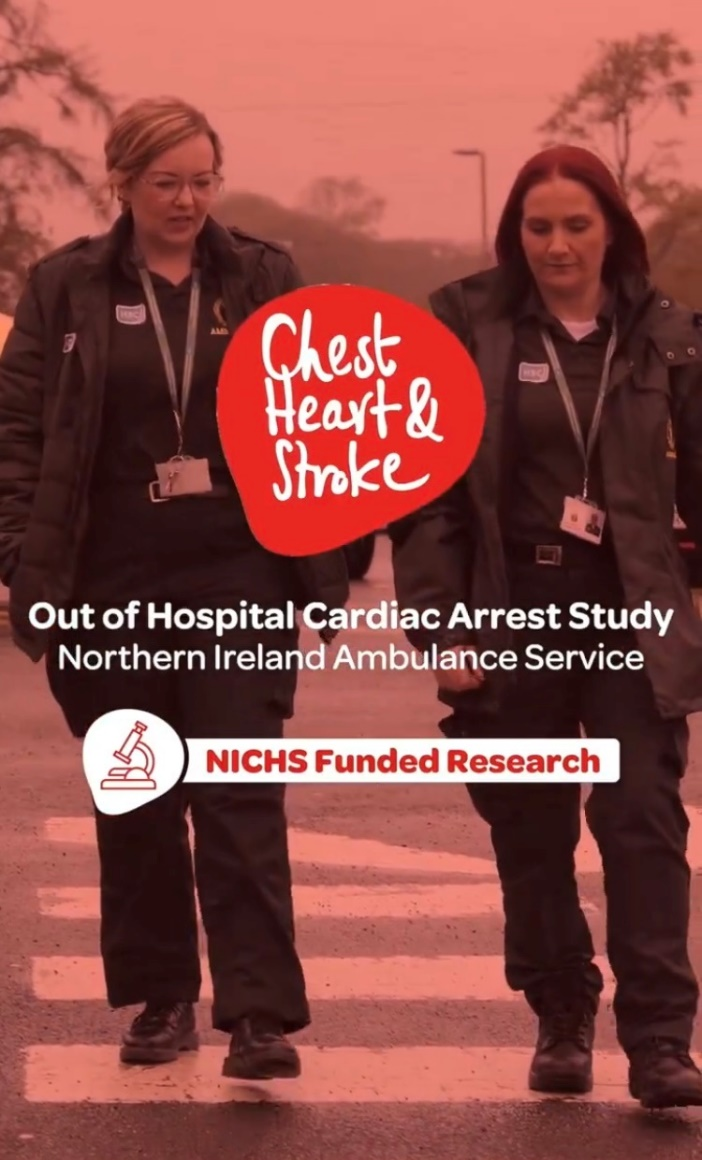 Chest
Heart &
Stroke
Out of Hospital Cardiac Arrest Study
Northern Ireland Ambulance Service
NICHS Funded Research